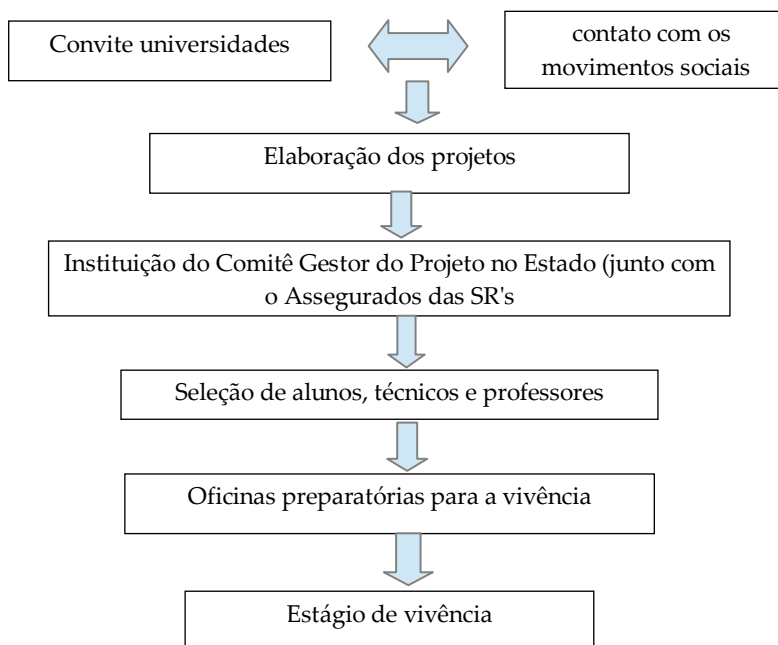 Convite universidades
contato com os
movimentos sociais
Elaboração dos projetos
Instituição do Comitê Gestor do Projeto no Estado (junto com
o Assegurados das SR's
Seleção de alunos, técnicos e professores
Oficinas preparatórias para a vivência
Estágio de vivência